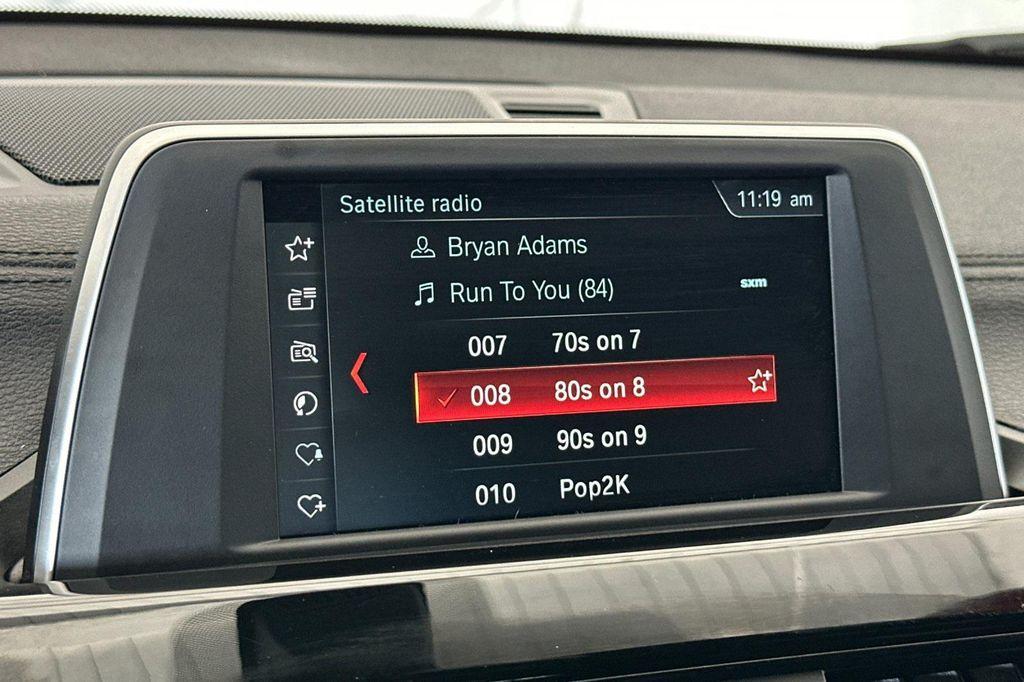 Satellite radio 11:19 am
Bryan Adams
Run To You (84) sxm
007 70s on 7
008 80s on 8
009 90s on 9
010 Pop2K